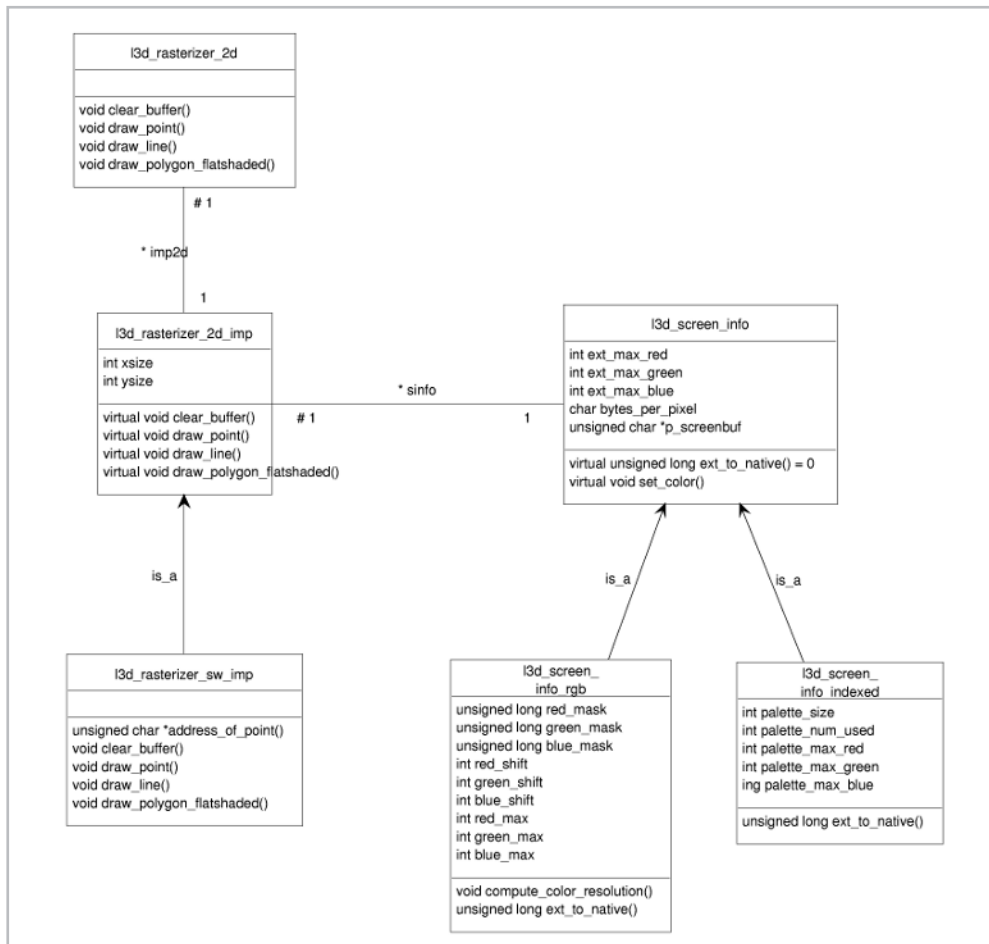 l3d_rasterizer_2d
void clear_buffer()
void draw_point()
void draw_line()
void draw_polygon_flatshaded()
# 1
* imp2d
1
l3d_rasterizer_2d_imp
int xsize
int ysize
virtual void clear_buffer()
virtual void draw_point()
virtual void draw_line()
virtual void draw_polygon_flatshaded()
* sinfo
# 1
1
l3d_screen_info
int ext_max_red
int ext_max_green
int ext_max_blue
char bytes_per_pixel
unsigned char *p_screenbuf
virtual unsigned long ext_to_native() = 0
virtual void set_color()
is_a
is_a
is_a
l3d_rasterizer_sw_imp
unsigned char *address_of_point()
void clear_buffer()
void draw_point()
void draw_line()
void draw_polygon_flatshaded()
l3d_screen_
info_rgb
unsigned long red_mask
unsigned long green_mask
unsigned long blue_mask
int red_shift
int green_shift
int blue_shift
int red_max
int green_max
int blue_max
void compute_color_resolution()
unsigned long ext_to_native()
l3d_screen_
info_indexed
int palette_size
int palette_num_used
int palette_max_red
int palette_max_green
ing palette_max_blue
unsigned long ext_to_native()